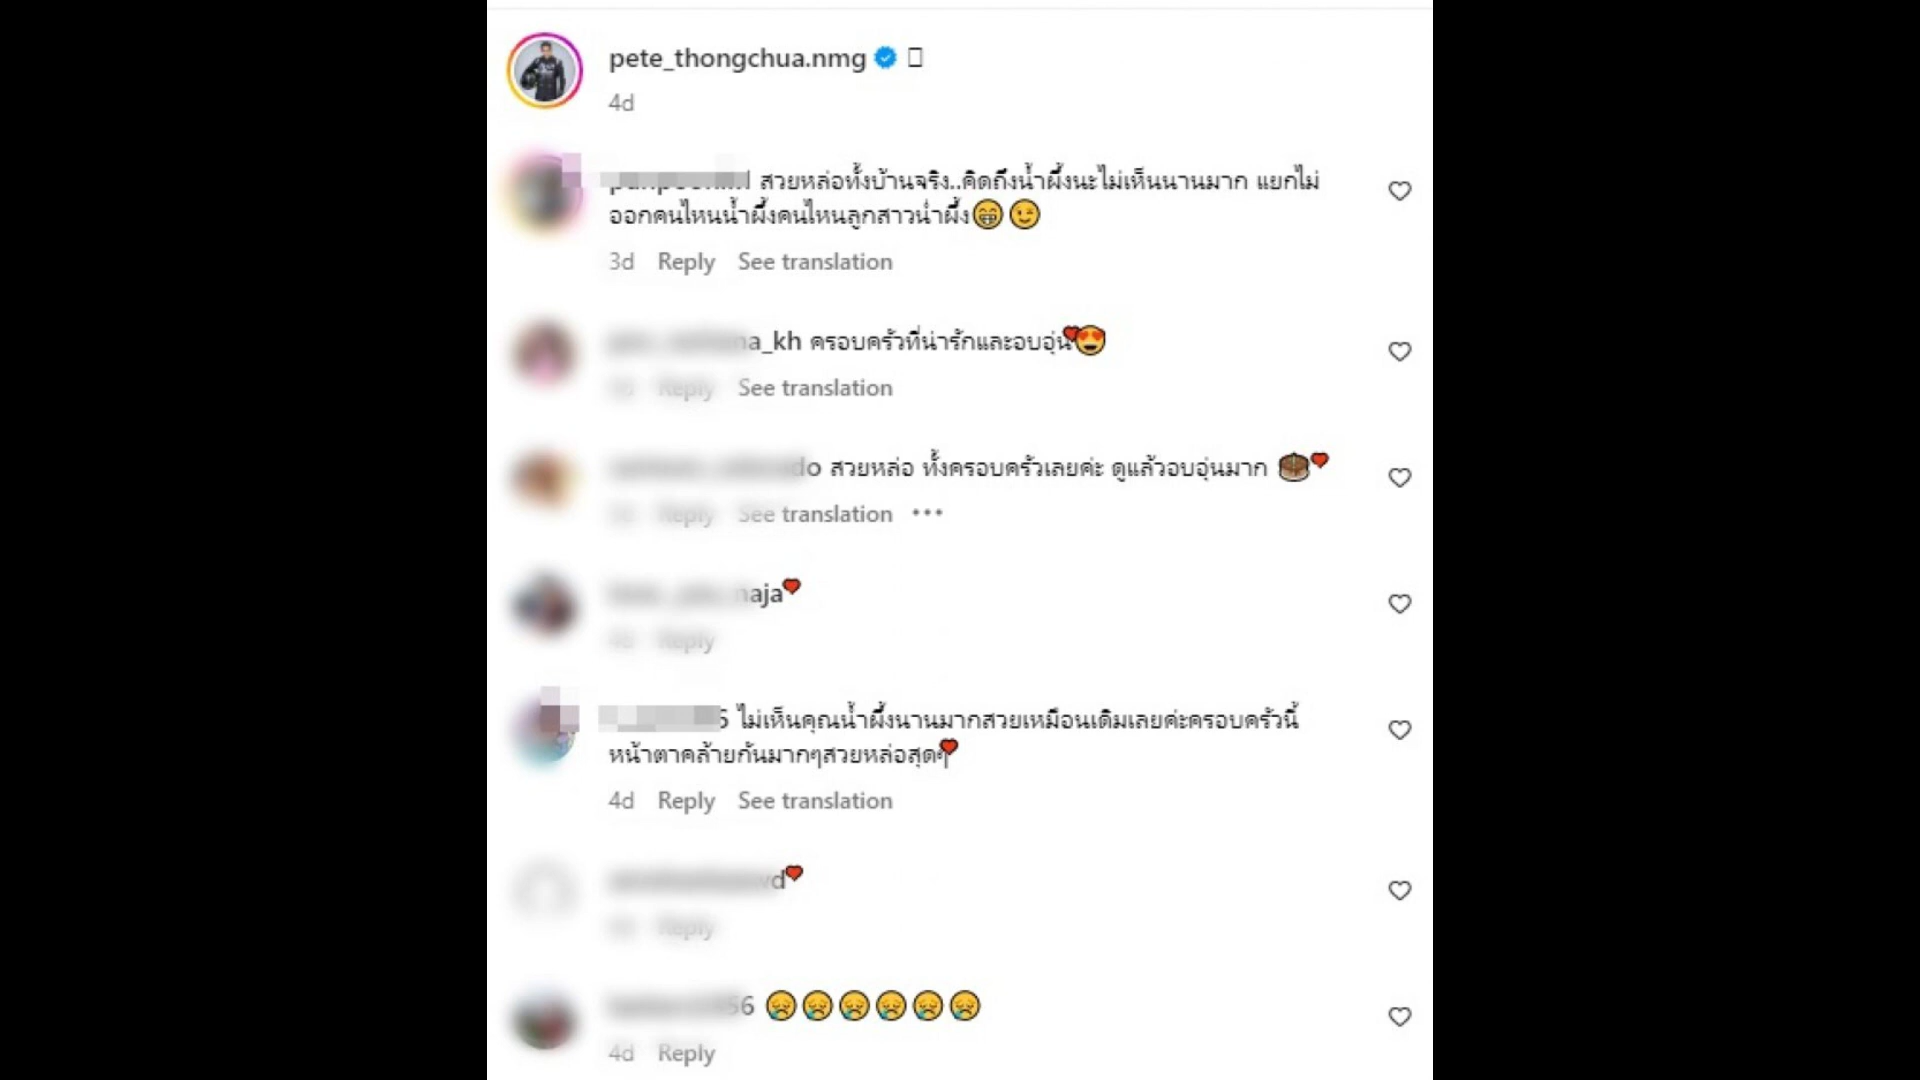 pete_thongchua.nmg
4d
สวยหล่อทั้งบ้านจริง..คิดถึงน้ำผึ้งนะไม่เห็นนานมาก แยกไม่
ออกคนไหนน้ำผึ้งคนไหนลูกสาวน่ำผึ้ง😁😉
3d Reply See translation
a_kh ครอบครัวที่น่ารักและอบอุ่น❤😍
Reply See translation
do สวยหล่อ ทั้งครอบครัวเลยค่ะ ดูแล้วอบอุ่นมาก 🎂❤
Reply See translation •••
naja❤
Reply
6 ไม่เห็นคุณน้ำผึ้งนานมากสวยเหมือนเดิมเลยค่ะครอบครัวนี้
หน้าตาคล้ายกันมากๆสวยหล่อสุดๆ❤
4d Reply See translation
d❤
Reply
56 😢😢😢😢😢😢
4d Reply